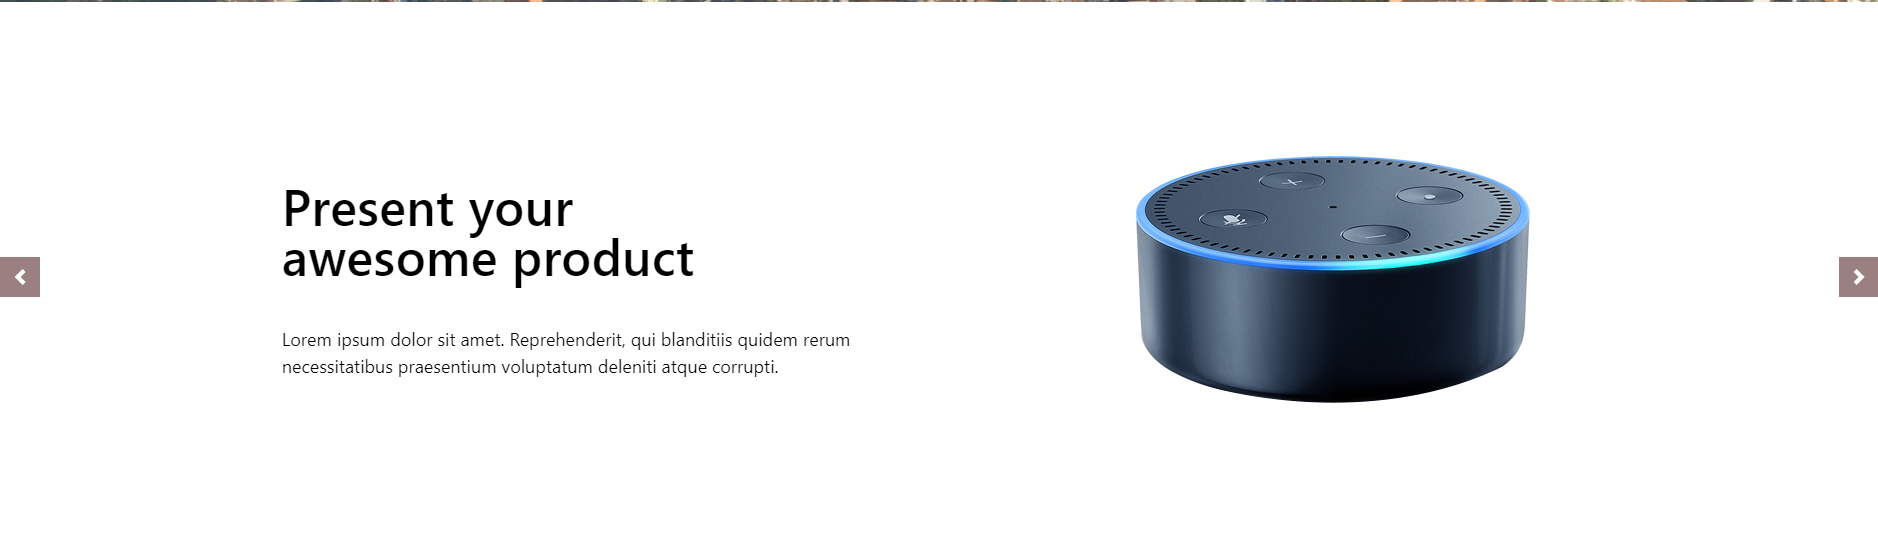 Present your
awesome product
Lorem ipsum dolor sit amet. Reprehenderit, qui blanditiis quidem rerum
necessitatibus praesentium voluptatum deleniti atque corrupti.